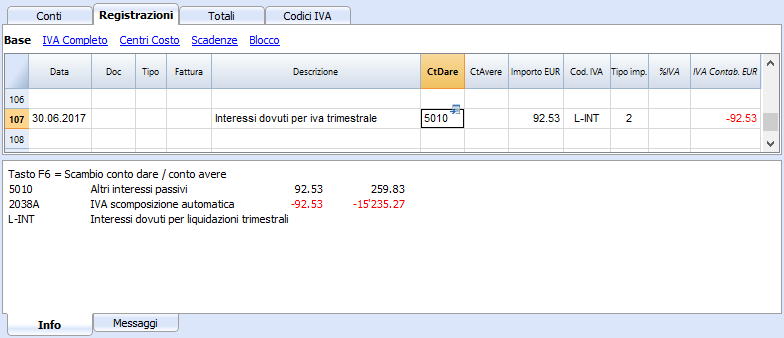 Conti Registrazioni Totali Codici IVA
Base IVA Completo Centri Costo Scadenze Blocco
Data Doc Tipo Fattura Descrizione CtDare CtAvere Importo EUR Cod. IVA Tipo imp. %IVA IVA Contab. EUR
106
107 30.06.2017 Interessi dovuti per iva trimestrale 5010 92.53 L-INT 2 -92.53
108
Tasto F6 = Scambio conto dare / conto avere
5010 Altri interessi passivi 92.53 259.83
2038A IVA scomposizione automatica -92.53 -15'235.27
L-INT Interessi dovuti per liquidazioni trimestrali
Info Messaggi